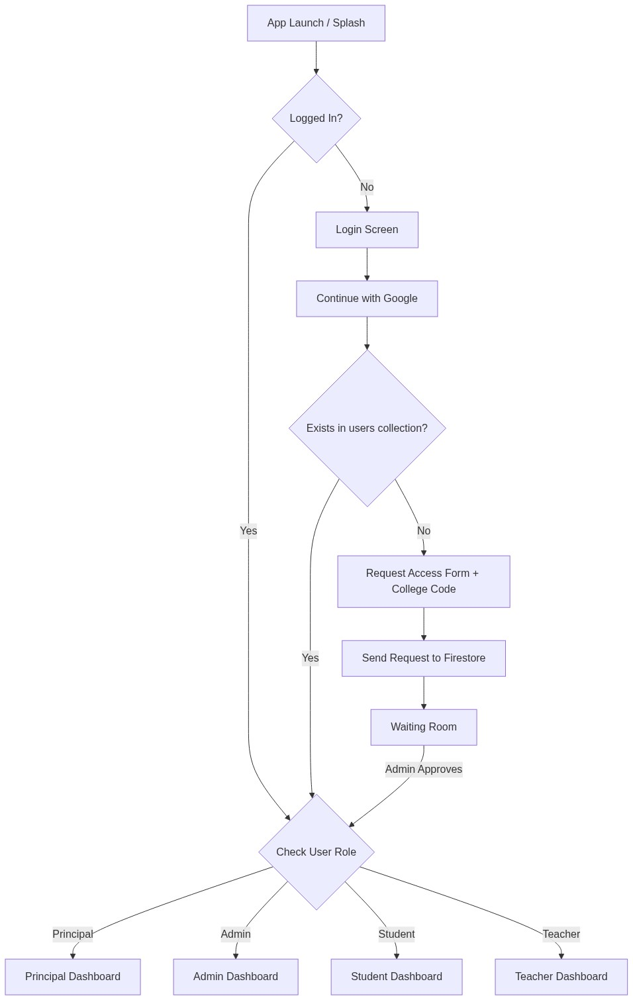 App Launch / Splash
Logged In?
No
Login Screen
Continue with Google
Exists in users collection?
Yes
No
Request Access Form +
College Code
Yes
Send Request to Firestore
Waiting Room
Admin Approves
Check User Role
Principal
Admin
Student
Teacher
Principal Dashboard
Admin Dashboard
Student Dashboard
Teacher Dashboard